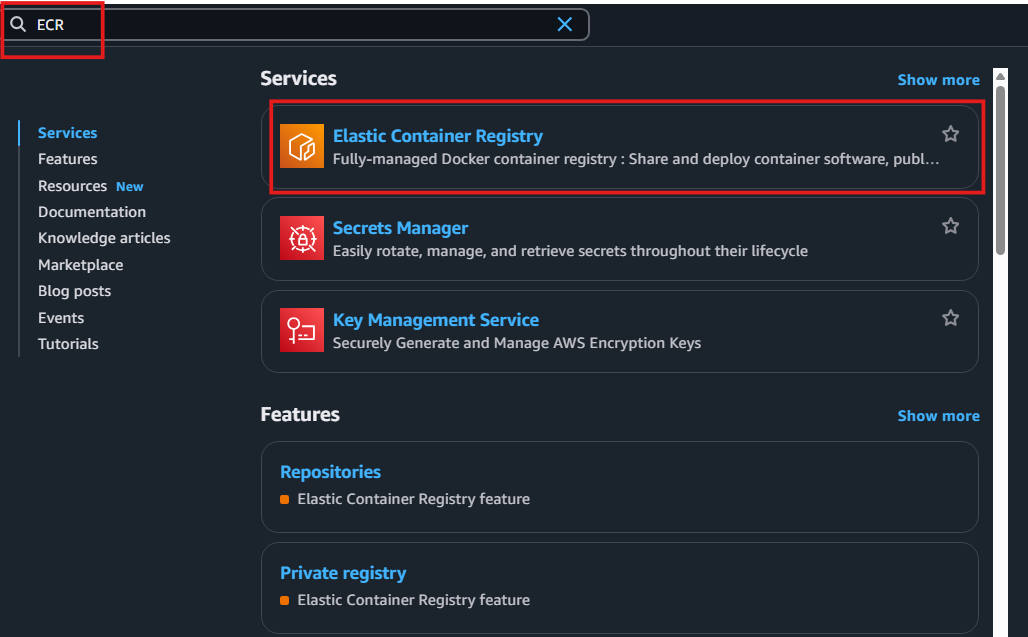 ECR
Services
Features
Resources New
Documentation
Knowledge articles
Marketplace
Blog posts
Events
Tutorials
Services
Show more
Elastic Container Registry
Fully-managed Docker container registry : Share and deploy container software, publ...
Secrets Manager
Easily rotate, manage, and retrieve secrets throughout their lifecycle
Key Management Service
Securely Generate and Manage AWS Encryption Keys
Features
Show more
Repositories
Elastic Container Registry feature
Private registry
Elastic Container Registry feature